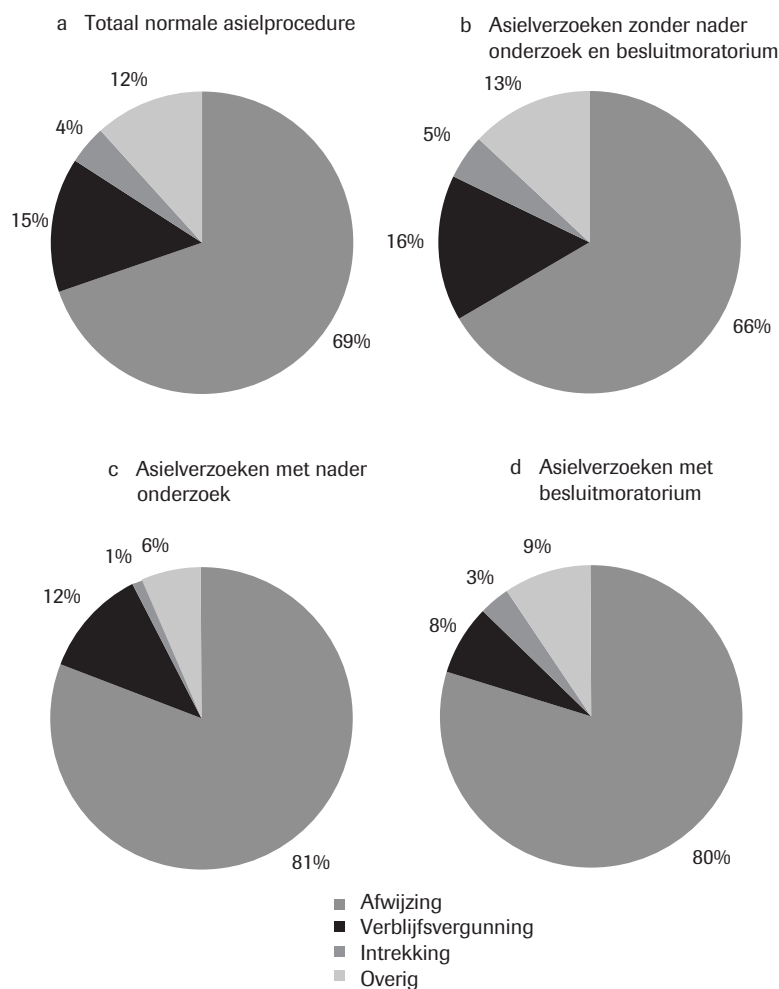 a Totaal normale asielprocedure
12%
4%
15%
69%
b Asielverzoeken zonder nader
onderzoek en besluitmoratorium
13%
5%
16%
66%
c Asielverzoeken met nader
onderzoek
6%
1%
12%
81%
d Asielverzoeken met
besluitmoratorium
9%
3%
8%
80%
Afwijzing
Verblijfsvergunning
Intrekking
Overig